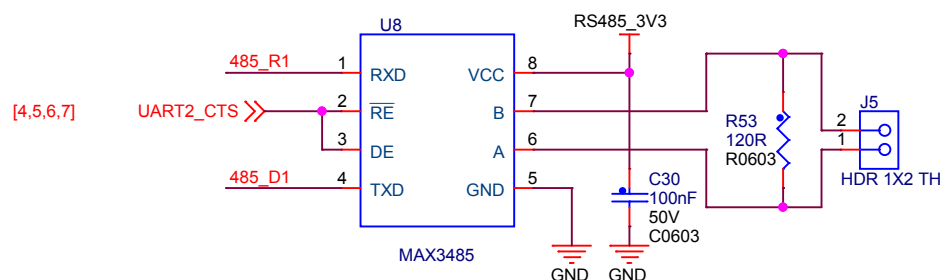 U8
RS485_3V3
485_R1
1
RXD
VCC
8
J5
[4,5,6,7]
UART2_CTS
2
RE
B
7
R53
120R
R0603
2
1
3
DE
A
6
HDR 1X2 TH
485_D1
4
TXD
GND
5
C30
100nF
50V
C0603
MAX3485
GND
GND